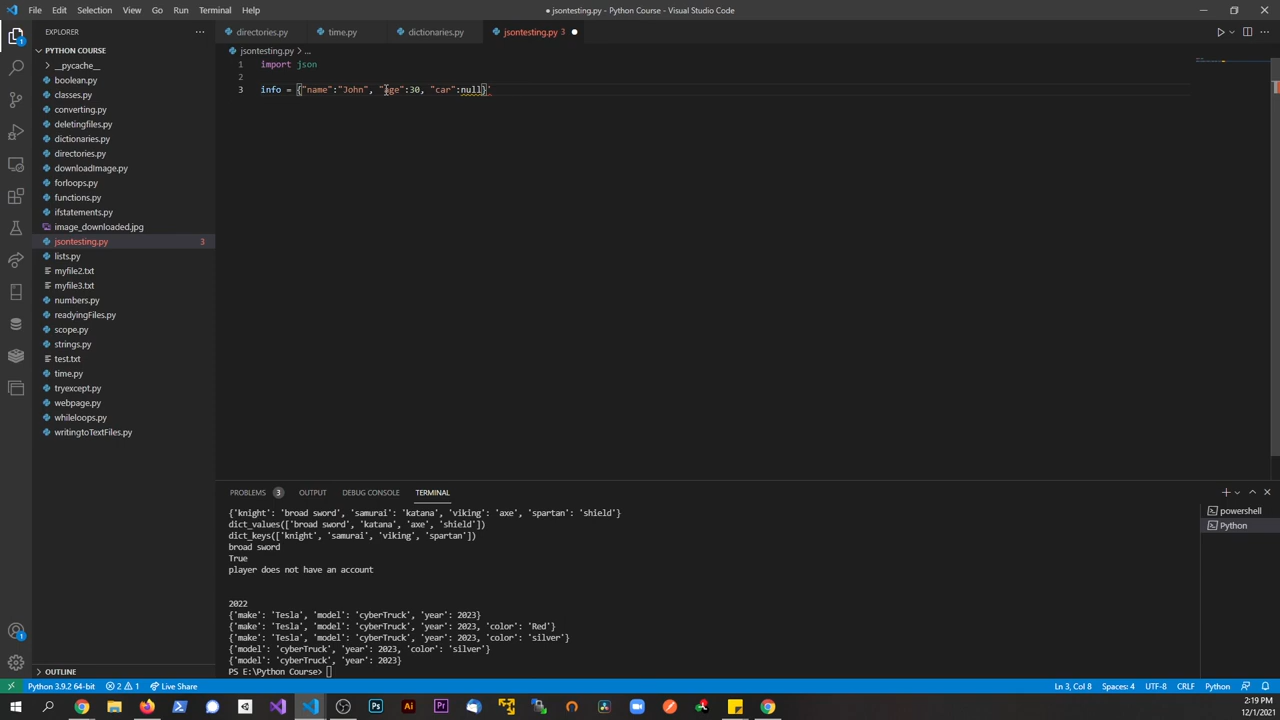 File Edit Selection View Go Run Terminal Help
● jsontesting.py - Python Course - Visual Studio Code
EXPLORER
PYTHON COURSE
__pycache__
boolean.py
classes.py
converting.py
deletingfiles.py
dictionaries.py
directories.py
downloadImage.py
forloops.py
functions.py
ifstatements.py
image_downloaded.jpg
jsontesting.py 3
lists.py
myfile2.txt
myfile3.txt
numbers.py
readyingFiles.py
scope.py
strings.py
test.txt
time.py
tryexcept.py
webpage.py
whileloops.py
writingtoTextFiles.py
OUTLINE
directories.py time.py dictionaries.py jsontesting.py 3
jsontesting.py > ...
1 import json
2
3 info = {"name":"John", "age":30, "car":null}'
PROBLEMS 3 OUTPUT DEBUG CONSOLE TERMINAL
{'knight': 'broad sword', 'samurai': 'katana', 'viking': 'axe', 'spartan': 'shield'}
dict_values(['broad sword', 'katana', 'axe', 'shield'])
dict_keys(['knight', 'samurai', 'viking', 'spartan'])
broad sword
True
player does not have an account
2022
{'make': 'Tesla', 'model': 'cyberTruck', 'year': 2023}
{'make': 'Tesla', 'model': 'cyberTruck', 'year': 2023, 'color': 'Red'}
{'make': 'Tesla', 'model': 'cyberTruck', 'year': 2023, 'color': 'silver'}
{'model': 'cyberTruck', 'year': 2023, 'color': 'silver'}
{'model': 'cyberTruck', 'year': 2023}
PS E:\Python Course>
powershell
Python
Python 3.9.2 64-bit 2 1 Live Share
Ln 3, Col 8 Spaces: 4 UTF-8 CRLF Python
2:19 PM
12/1/2021